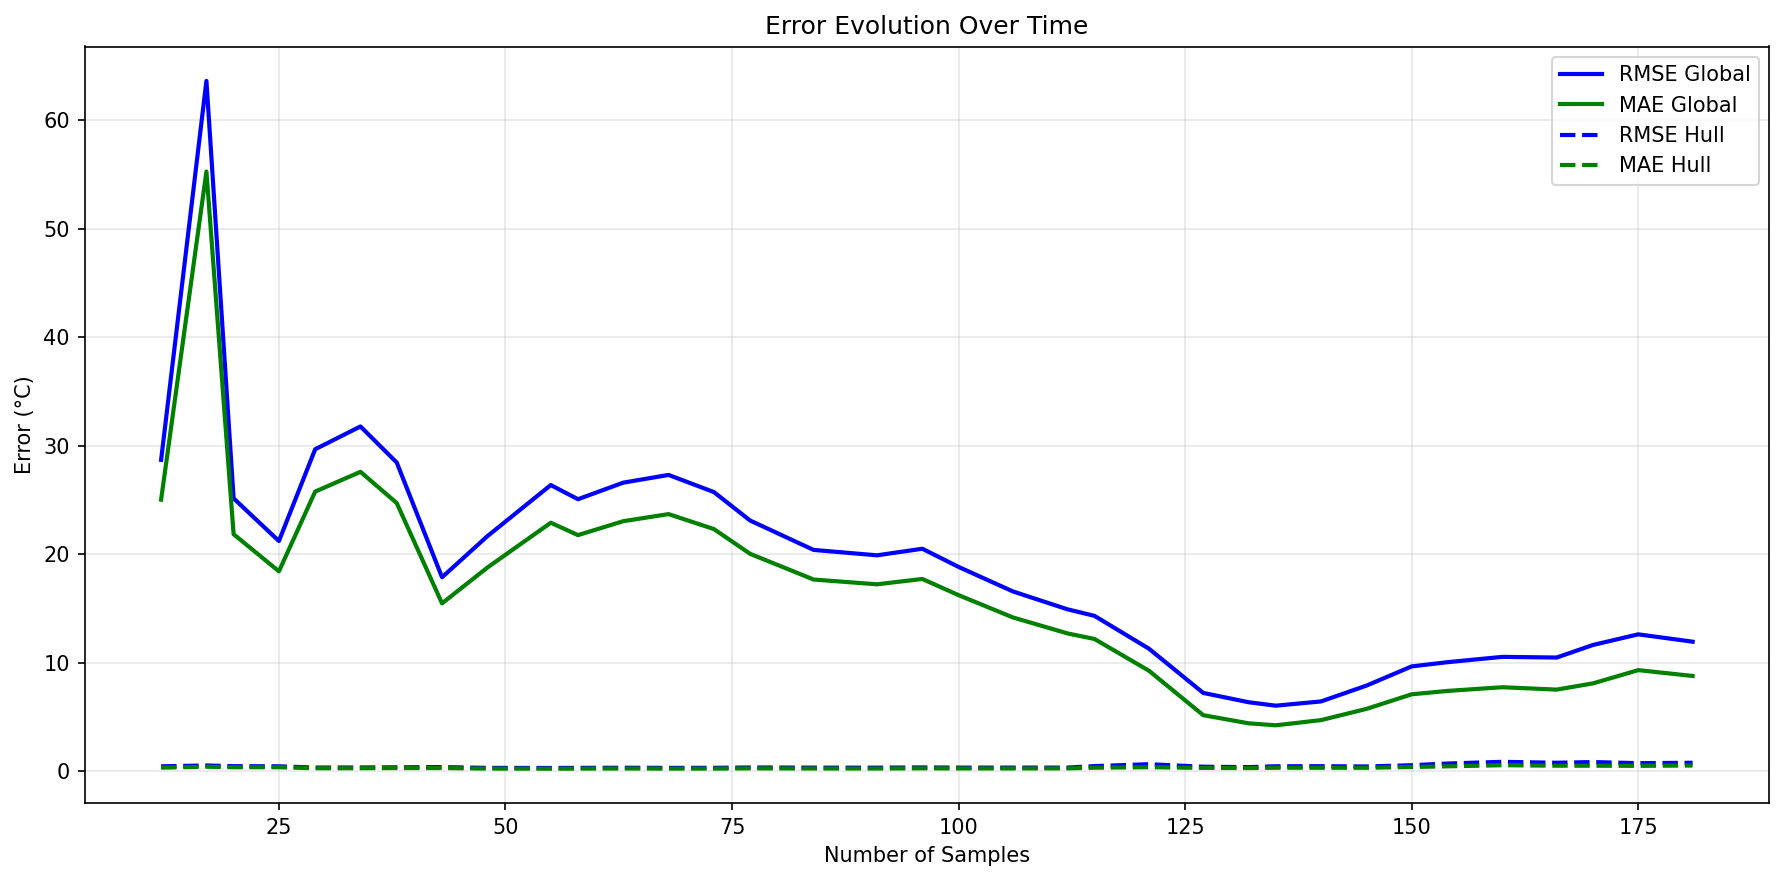 Error Evolution Over Time
RMSE Global
MAE Global
RMSE Hull
MAE Hull
Error (°C)
60
50
40
30
20
10
0
25 50 75 100 125 150 175
Number of Samples